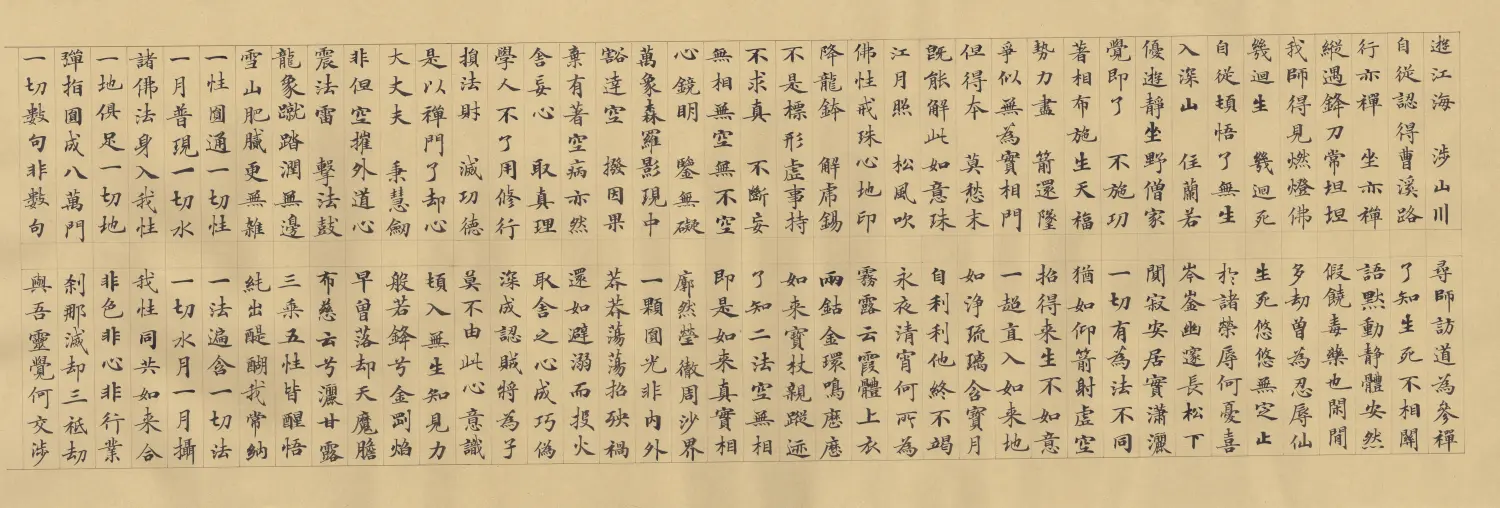 遊江海　涉山川　尋師訪道為參禪
自從認得曹溪路　了知生死不相關
行亦禪　坐亦禪　語默動靜體安然
縱遇鋒刀常坦坦　假饒毒藥也閑閒
我師得見燃燈佛　多劫曾為忍辱仙
幾迴生　幾迴死　生死悠悠無定止
自從頓悟了無生　於諸榮辱何憂喜
入深山　住蘭若　岑崟幽邃長松下
優遊靜坐野僧家　闃寂安居實瀟灑
覺即了　不施功　一切有為法不同
著相布施生天福　猶如仰箭射虛空
勢力盡　箭還墜　招得来生不如意
爭似無為實相門　一超直入如来地
但得本　莫愁末　如淨琉璃含寶月
既能解此如意珠　自利利他終不竭
江月照　松風吹　永夜清宵何所為
佛性戒珠心地印　霧露云霞體上衣
降龍鉢　解虎錫　兩鈷金環鳴歷歷
不是標形虛事持　如来寶杖親蹤跡
不求真　不斷妄　了知二法空無相
無相無空無不空　即是如来真實相
心鏡明　鑒無礙　廓然瑩徹周沙界
萬象森羅影現中　一顆圓光非内外
豁達空　撥因果　莽莽蕩蕩招殃禍
棄有著空病亦然　還如避溺而投火
舍妄心　取真理　取舍之心成巧偽
學人不了用修行　深成認賊將為子
損法財　滅功德　莫不由此心意識
是以禪門了却心　頓入無生知見力
大丈夫　秉慧劍　般若鋒兮金剛焰
非但空摧外道心　早曾落却天魔膽
震法雷　擊法鼓　布慈云兮灑甘露
龍象蹴踏潤無邊　三乘五性皆醒悟
雪山肥膩更無雜　純出醍醐我常納
一性圓通一切性　一法遍含一切法
一月普現一切水　一切水月一月攝
諸佛法身入我性　我性同共如来合
一地俱足一切地　非色非心非行業
彈指圓成八萬門　剎那滅却三祇劫
一切數句非數句　與吾靈覺何交涉